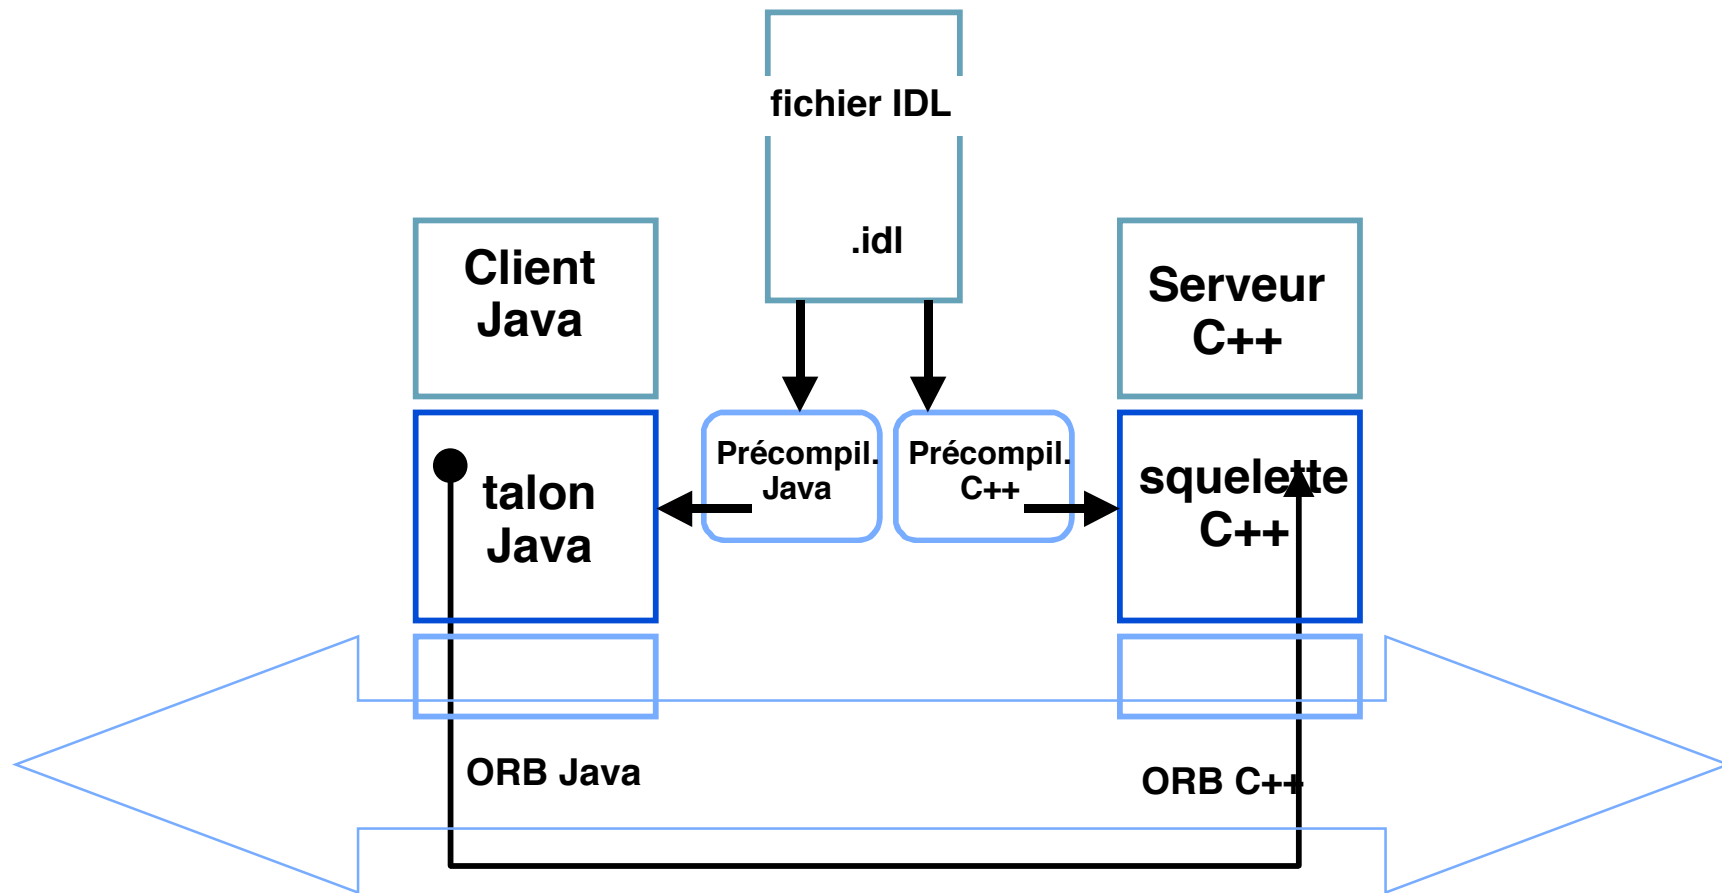 fichier IDL
.idl
Client
Java
Serveur
C++
Précompil.
Java
Précompil.
C++
talon
Java
squelette
C++
ORB Java
ORB C++